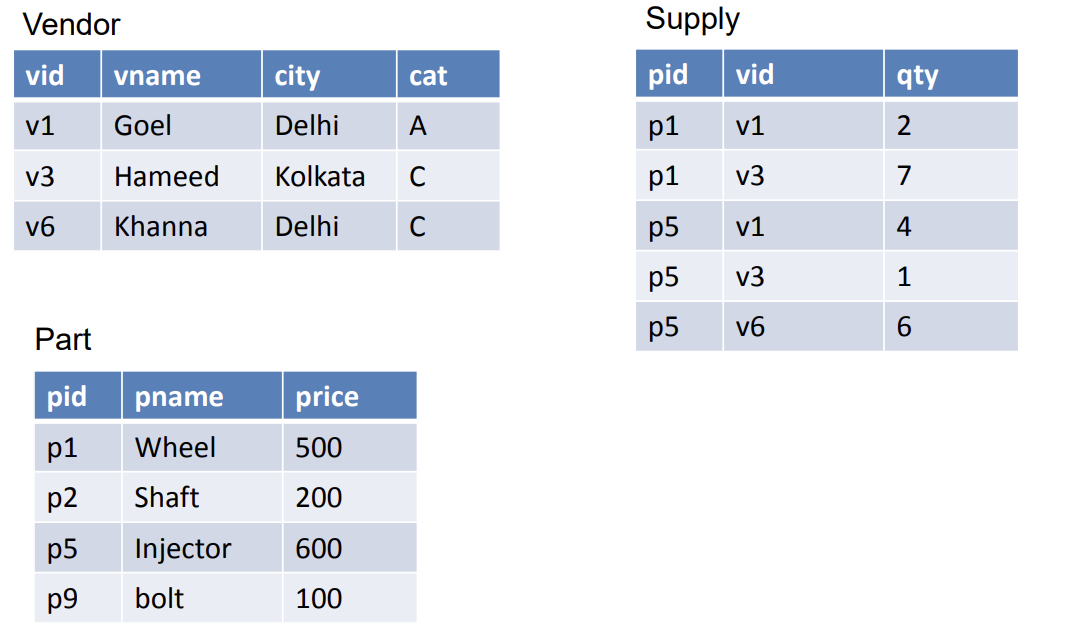 Vendor
vid vname city cat
v1 Goel Delhi A
v3 Hameed Kolkata C
v6 Khanna Delhi C
Supply
pid vid qty
p1 v1 2
p1 v3 7
p5 v1 4
p5 v3 1
p5 v6 6
Part
pid pname price
p1 Wheel 500
p2 Shaft 200
p5 Injector 600
p9 bolt 100